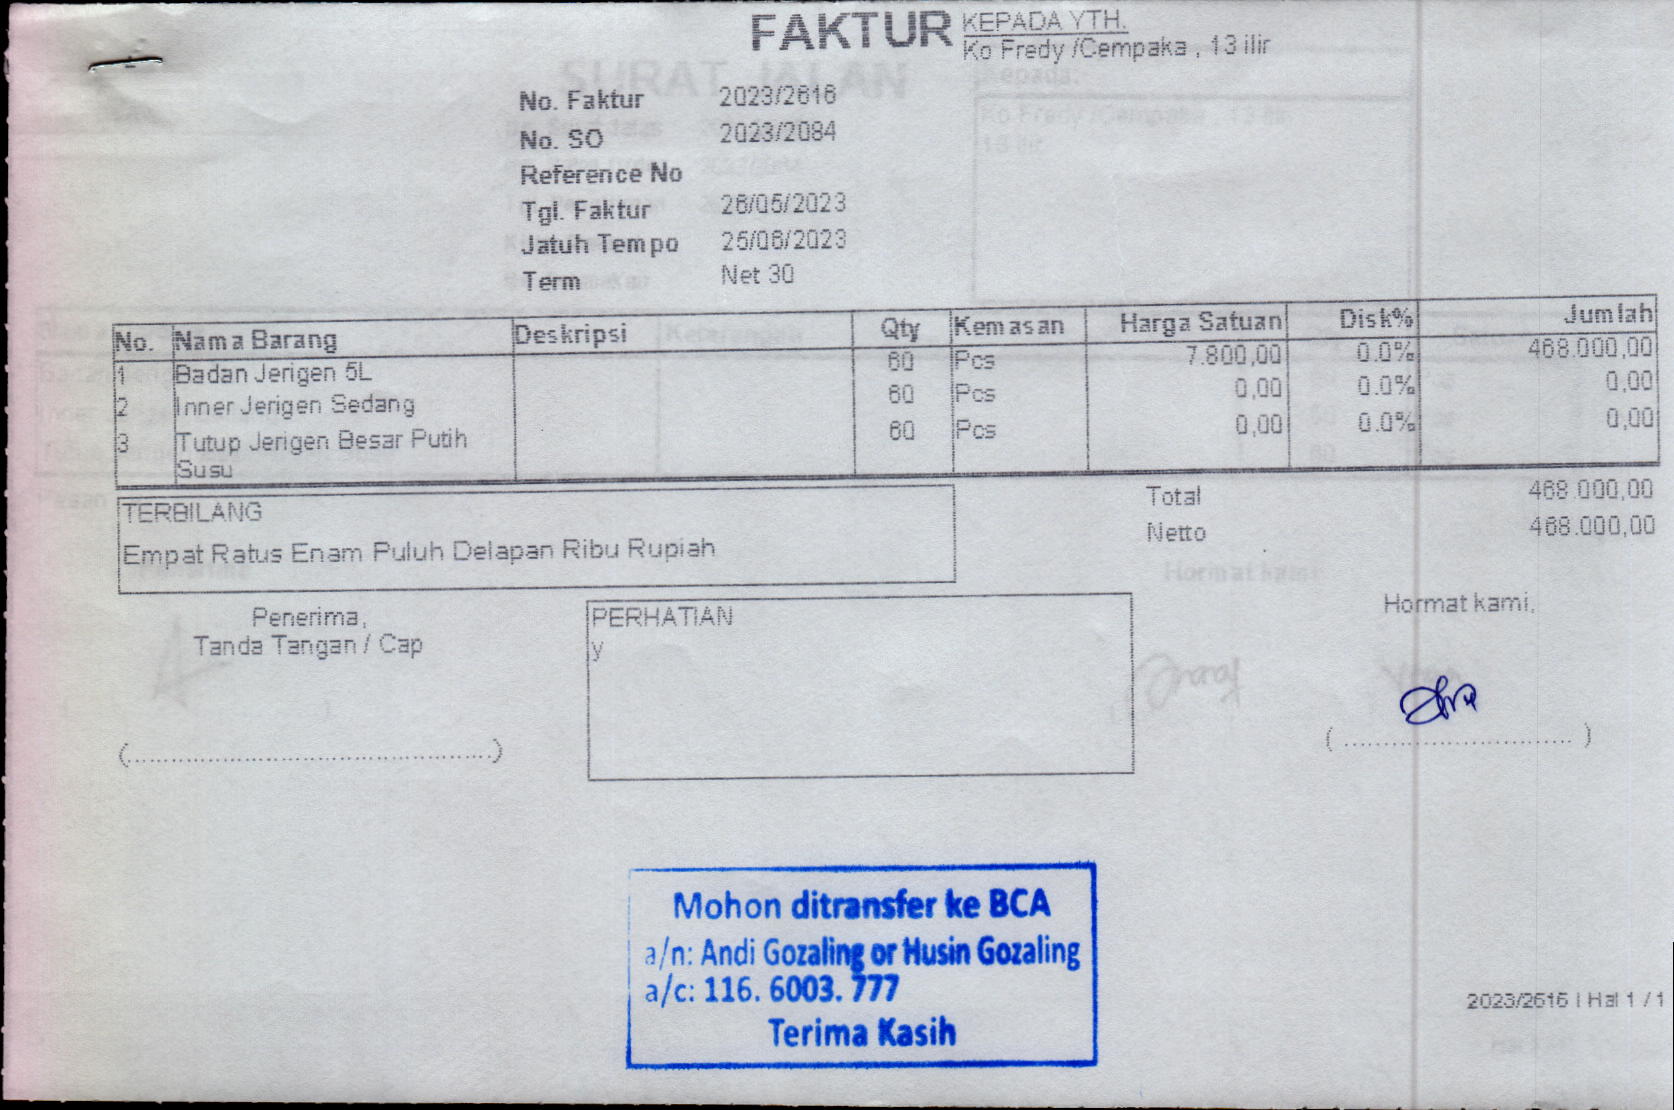 FAKTUR
KEPADA YTH.
Ko Fredy /Cempaka , 13 ilir
No. Faktur 2023/2616
No. SO 2023/2084
Reference No
Tgl. Faktur 26/05/2023
Jatuh Tempo 25/06/2023
Term Net 30
No. Nama Barang Deskripsi Qty Kemasan Harga Satuan Disk% Jumlah
1 Badan Jerigen 5L 60 Pcs 7.800,00 0.0% 468.000,00
2 Inner Jerigen Sedang 60 Pcs 0,00 0.0% 0,00
3 Tutup Jerigen Besar Putih 60 Pcs 0,00 0.0% 0,00
Susu
Total 468.000,00
Netto 468.000,00
TERBILANG
Empat Ratus Enam Puluh Delapan Ribu Rupiah
Penerima,
Tanda Tangan / Cap
(..........................................)
PERHATIAN
y
Hormat kami,
( .......................... )
Mohon ditransfer ke BCA
a/n: Andi Gozaling or Husin Gozaling
a/c: 116. 6003. 777
Terima Kasih
2023/2616 | Hal 1 / 1